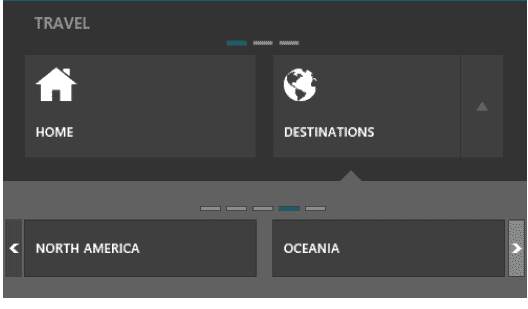 TRAVEL
HOME
DESTINATIONS
NORTH AMERICA
OCEANIA